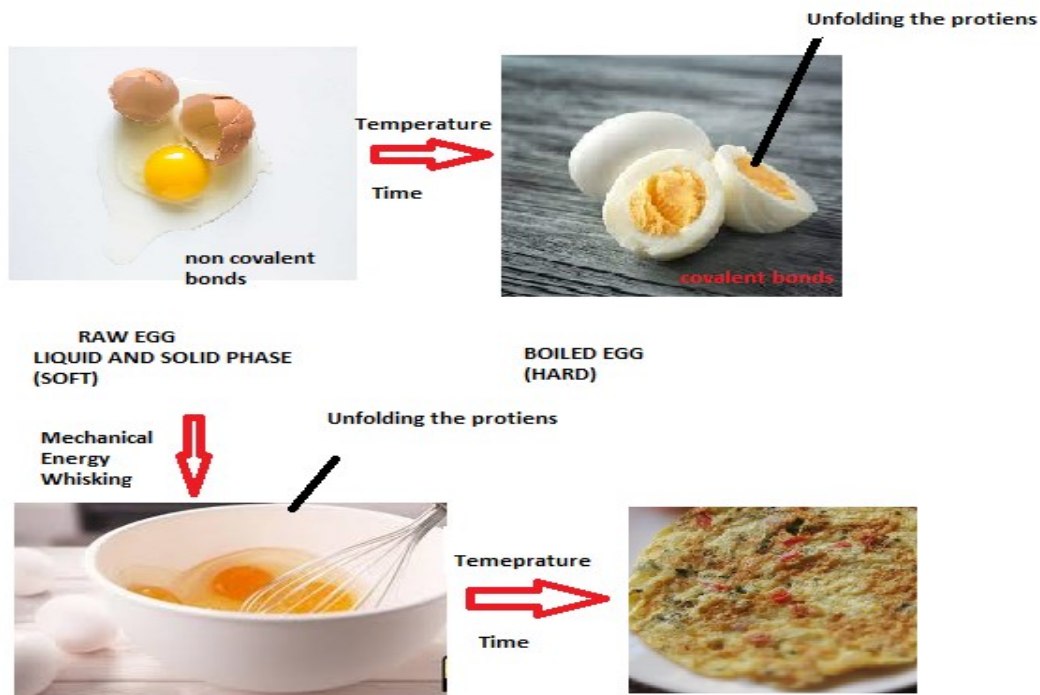 Unfolding the protiens
Temperature
Time
non covalent
bonds
covalent bonds
RAW EGG
LIQUID AND SOLID PHASE
(SOFT)
BOILED EGG
(HARD)
Unfolding the protiens
Mechanical
Energy
Whisking
Temeprature
Time